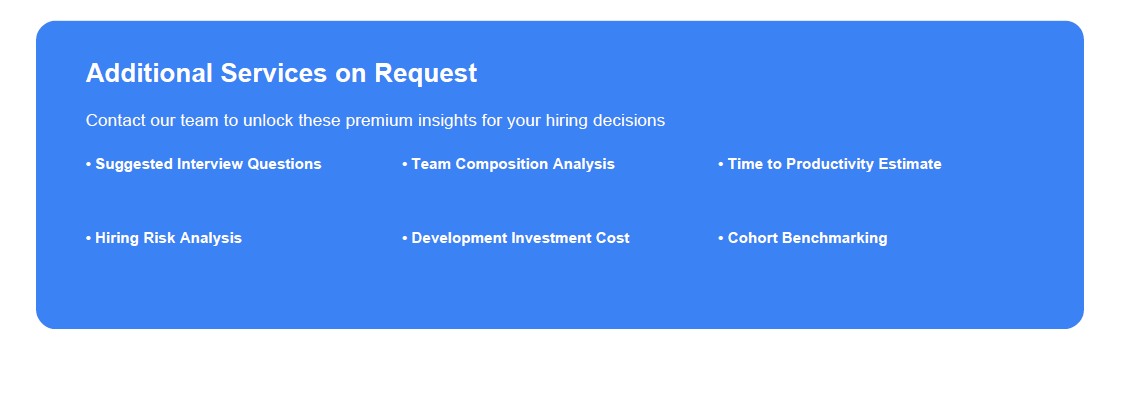 Additional Services on Request
Contact our team to unlock these premium insights for your hiring decisions
• Suggested Interview Questions
• Team Composition Analysis
• Time to Productivity Estimate
• Hiring Risk Analysis
• Development Investment Cost
• Cohort Benchmarking